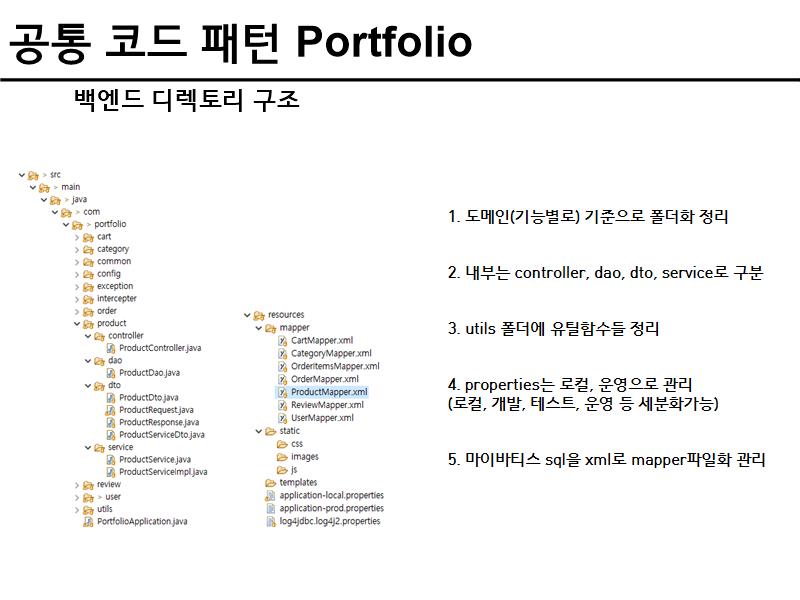 공통 코드 패턴 Portfolio
백엔드 디렉토리 구조
> src
> main
> java
> com
> portfolio
cart
category
common
config
exception
intercepter
order
product
controller
ProductController.java
dao
ProductDao.java
dto
ProductDto.java
ProductRequest.java
ProductResponse.java
ProductServiceDto.java
service
ProductService.java
ProductServiceImpl.java
review
> user
utils
PortfolioApplication.java
resources
mapper
CartMapper.xml
CategoryMapper.xml
OrderItemsMapper.xml
OrderMapper.xml
ProductMapper.xml
ReviewMapper.xml
UserMapper.xml
static
css
images
js
templates
application-local.properties
application-prod.properties
log4jdbc.log4j2.properties
1. 도메인(기능별로) 기준으로 폴더화 정리
2. 내부는 controller, dao, dto, service로 구분
3. utils 폴더에 유틸함수들 정리
4. properties는 로컬, 운영으로 관리
(로컬, 개발, 테스트, 운영 등 세분화가능)
5. 마이바티스 sql을 xml로 mapper파일화 관리